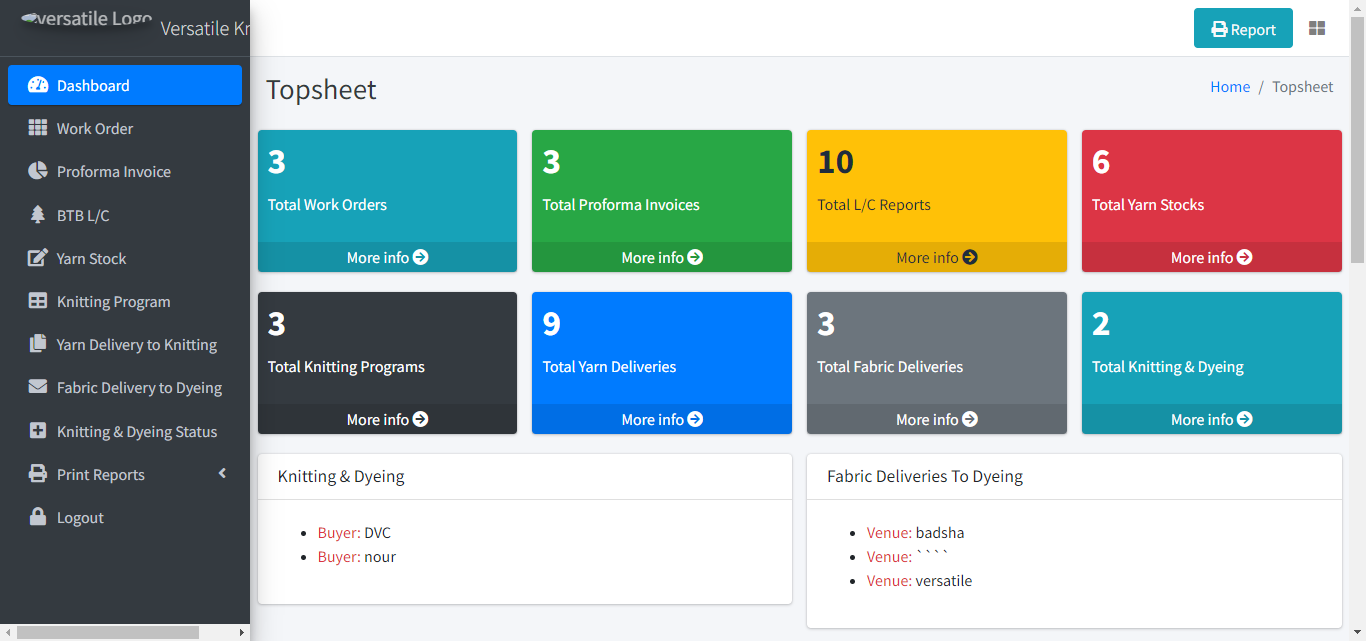 versatile Logo
Versatile Kr
Report
Dashboard
Work Order
Proforma Invoice
BTB L/C
Yarn Stock
Knitting Program
Yarn Delivery to Knitting
Fabric Delivery to Dyeing
Knitting & Dyeing Status
Print Reports
Logout
Topsheet
Home / Topsheet
3
Total Work Orders
More info
3
Total Proforma Invoices
More info
10
Total L/C Reports
More info
6
Total Yarn Stocks
More info
3
Total Knitting Programs
More info
9
Total Yarn Deliveries
More info
3
Total Fabric Deliveries
More info
2
Total Knitting & Dyeing
More info
Knitting & Dyeing
• Buyer: DVC
• Buyer: nour
Fabric Deliveries To Dyeing
• Venue: badsha
• Venue: ````
• Venue: versatile